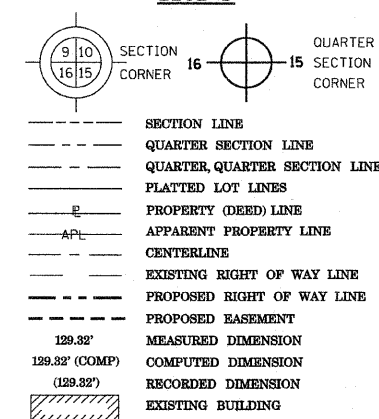 9 10 SECTION
16 15 CORNER
16 15 QUARTER
SECTION
CORNER
SECTION LINE
QUARTER SECTION LINE
QUARTER, QUARTER SECTION LINE
PLATTED LOT LINES
PL PROPERTY (DEED) LINE
APL APPARENT PROPERTY LINE
CENTERLINE
EXISTING RIGHT OF WAY LINE
PROPOSED RIGHT OF WAY LINE
PROPOSED EASEMENT
129.32' MEASURED DIMENSION
129.32' (COMP) COMPUTED DIMENSION
(129.32') RECORDED DIMENSION
EXISTING BUILDING